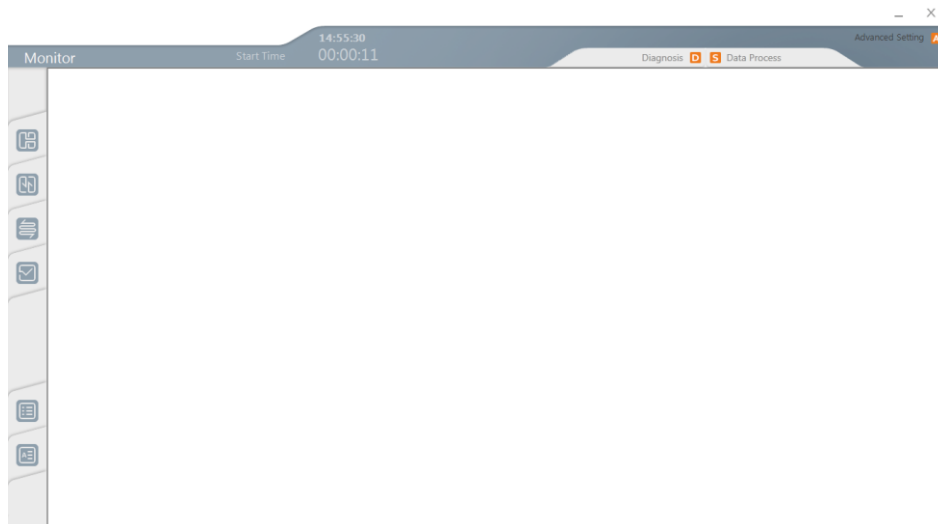 14:55:30
Advanced Setting A
Monitor
Start Time 00:00:11
Diagnosis D S Data Process